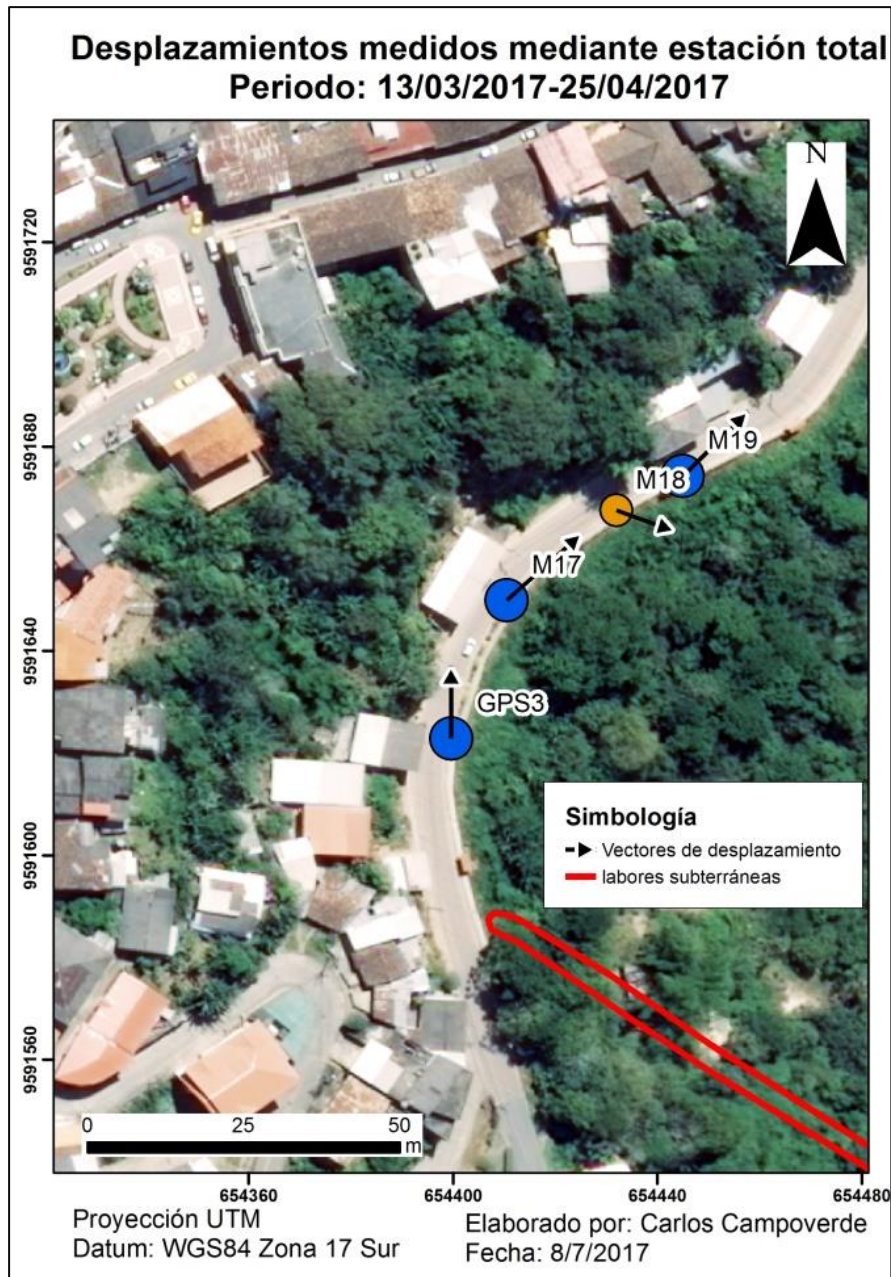 Desplazamientos medidos mediante estación total
Periodo: 13/03/2017-25/04/2017
N
9591720
9591680
9591640
9591600
9591560
M19
M18
M17
GPS3
Simbología
Vectores de desplazamiento
labores subterráneas
0 25 50
m
654360 654400 654440 654480
Proyección UTM
Datum: WGS84 Zona 17 Sur
Elaborado por: Carlos Campoverde
Fecha: 8/7/2017